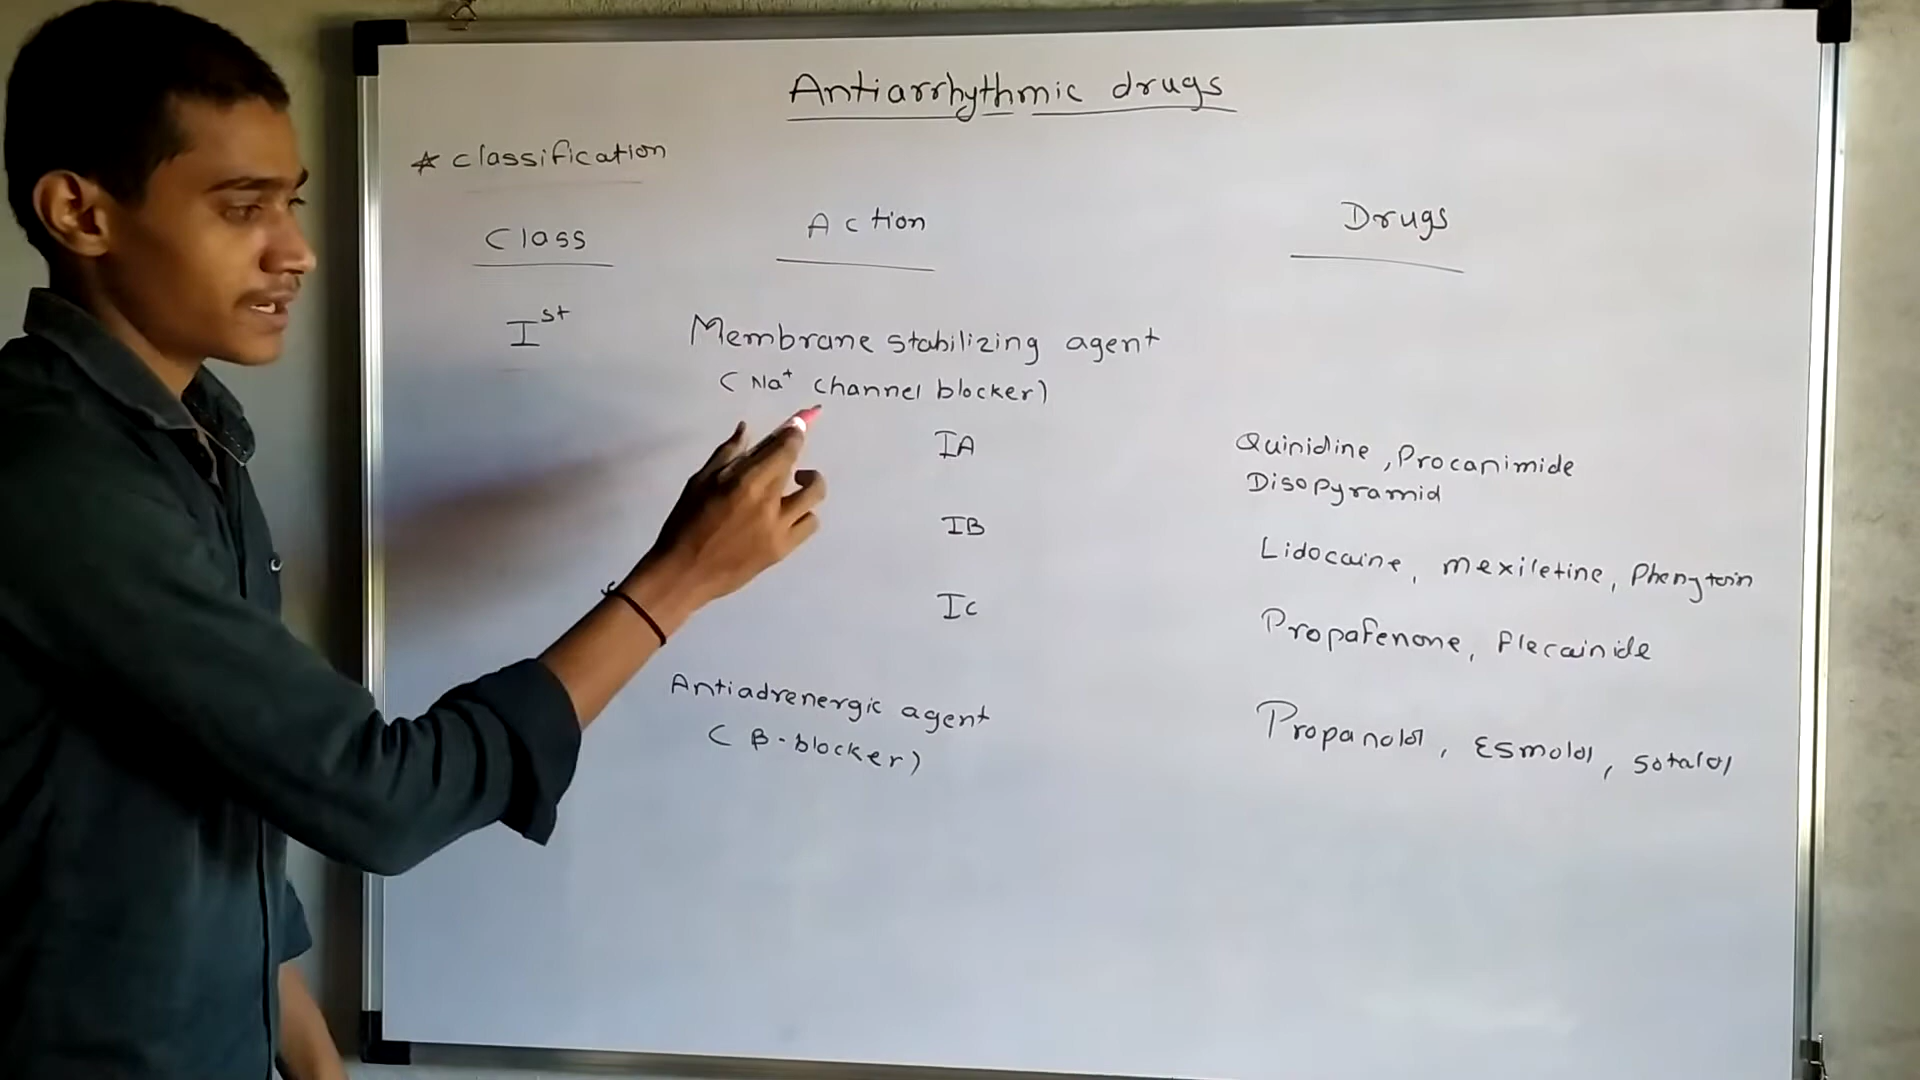 Antiarrhythmic drugs
* classification
Class Action Drugs
Ist Membrane stabilizing agent
(Na+ channel blocker)
IA Quinidine, Procanimide
Disopyramid
IB Lidocaine, mexiletine, Phenytoin
Ic Propafenone, Flecainide
Antiadrenergic agent Propanolol, Esmolol, Sotalol
(β-blocker)